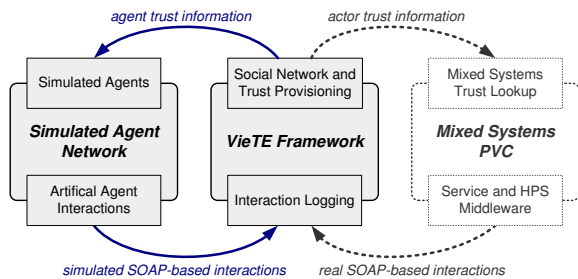 agent trust information
actor trust information
Simulated Agents
Social Network and
Trust Provisioning
Mixed Systems
Trust Lookup
Simulated Agent
Network
VieTE Framework
Mixed Systems
PVC
Artifical Agent
Interactions
Interaction Logging
Service and HPS
Middleware
simulated SOAP-based interactions
real SOAP-based interactions